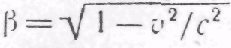 β = √1 − v²/c²